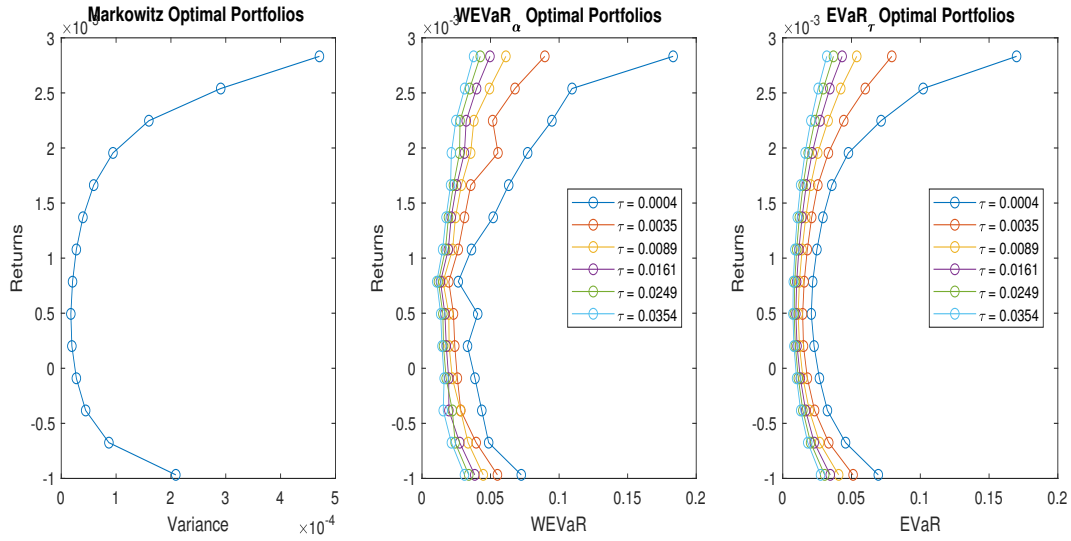 Markowitz Optimal Portfolios
×10⁻³
3
2.5
2
1.5
1
0.5
0
-0.5
-1
Returns
0 1 2 3 4 5
×10⁻⁴
Variance
WEVaRα Optimal Portfolios
×10⁻³
3
2.5
2
1.5
1
0.5
0
-0.5
-1
Returns
τ = 0.0004
τ = 0.0035
τ = 0.0089
τ = 0.0161
τ = 0.0249
τ = 0.0354
0 0.05 0.1 0.15 0.2
WEVaR
EVaRτ Optimal Portfolios
×10⁻³
3
2.5
2
1.5
1
0.5
0
-0.5
-1
Returns
τ = 0.0004
τ = 0.0035
τ = 0.0089
τ = 0.0161
τ = 0.0249
τ = 0.0354
0 0.05 0.1 0.15 0.2
EVaR